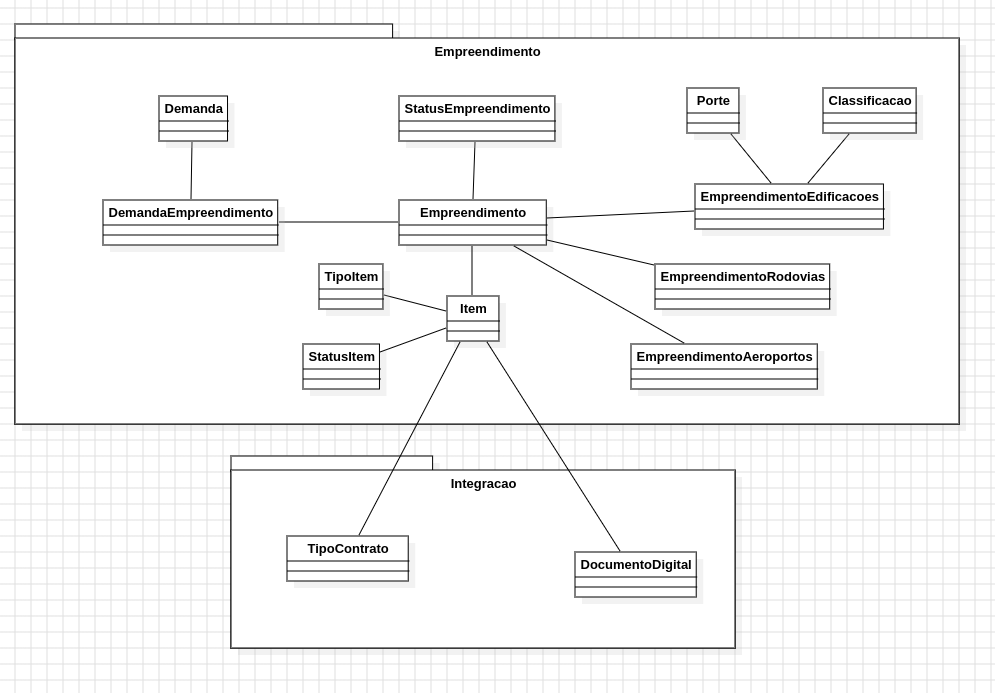 Empreendimento
Demanda
StatusEmpreendimento
Porte
Classificacao
DemandaEmpreendimento
Empreendimento
EmpreendimentoEdificacoes
TipoItem
EmpreendimentoRodovias
Item
StatusItem
EmpreendimentoAeroportos
Integracao
TipoContrato
DocumentoDigital